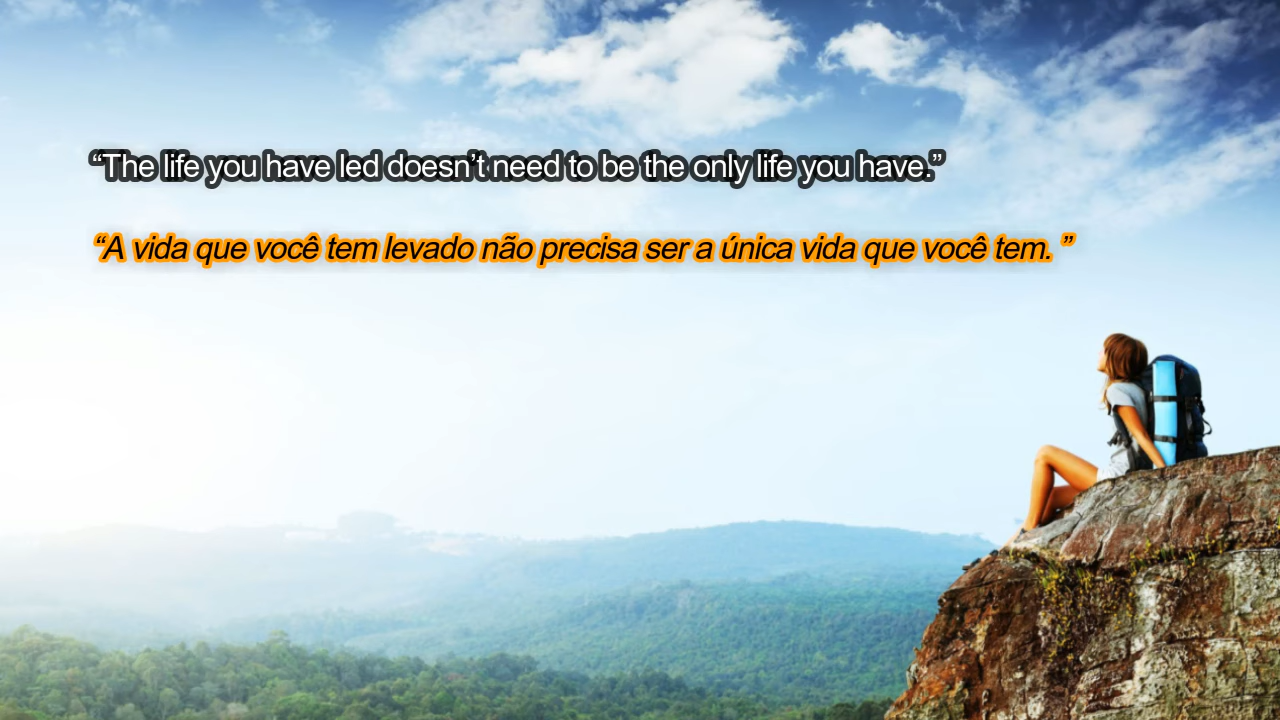 “The life you have led doesn’t need to be the only life you have.”
“A vida que você tem levado não precisa ser a única vida que você tem. ”